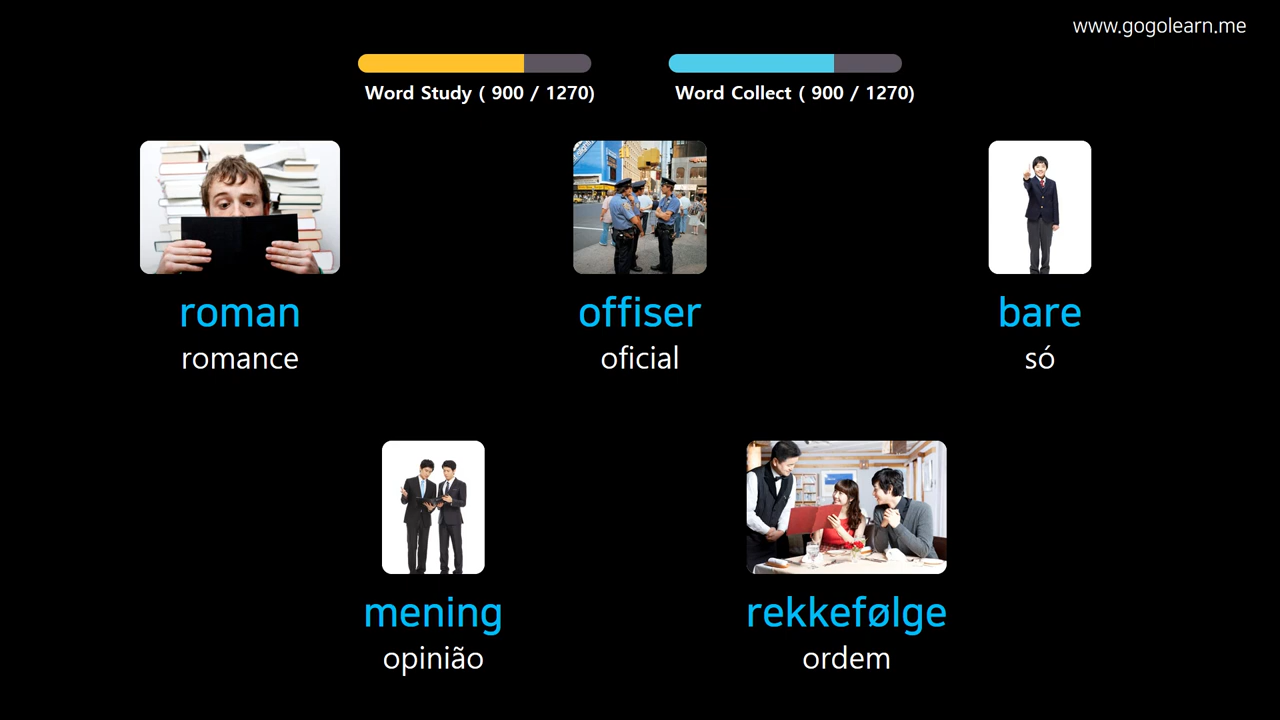 www.gogolearn.me
Word Study ( 900 / 1270)
Word Collect ( 900 / 1270)
roman
romance
offiser
oficial
bare
só
mening
opinião
rekkefølge
ordem